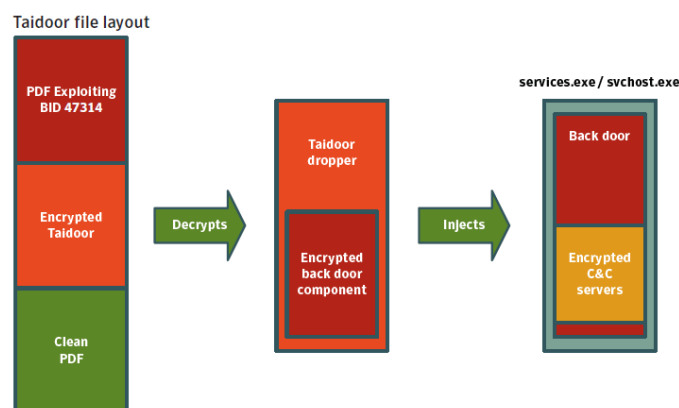 Taidoor file layout
PDF Exploiting
BID 47314
Encrypted
Taidoor
Clean
PDF
Decrypts
Taidoor
dropper
Encrypted
back door
component
Injects
services.exe / svchost.exe
Back door
Encrypted
C&C
servers